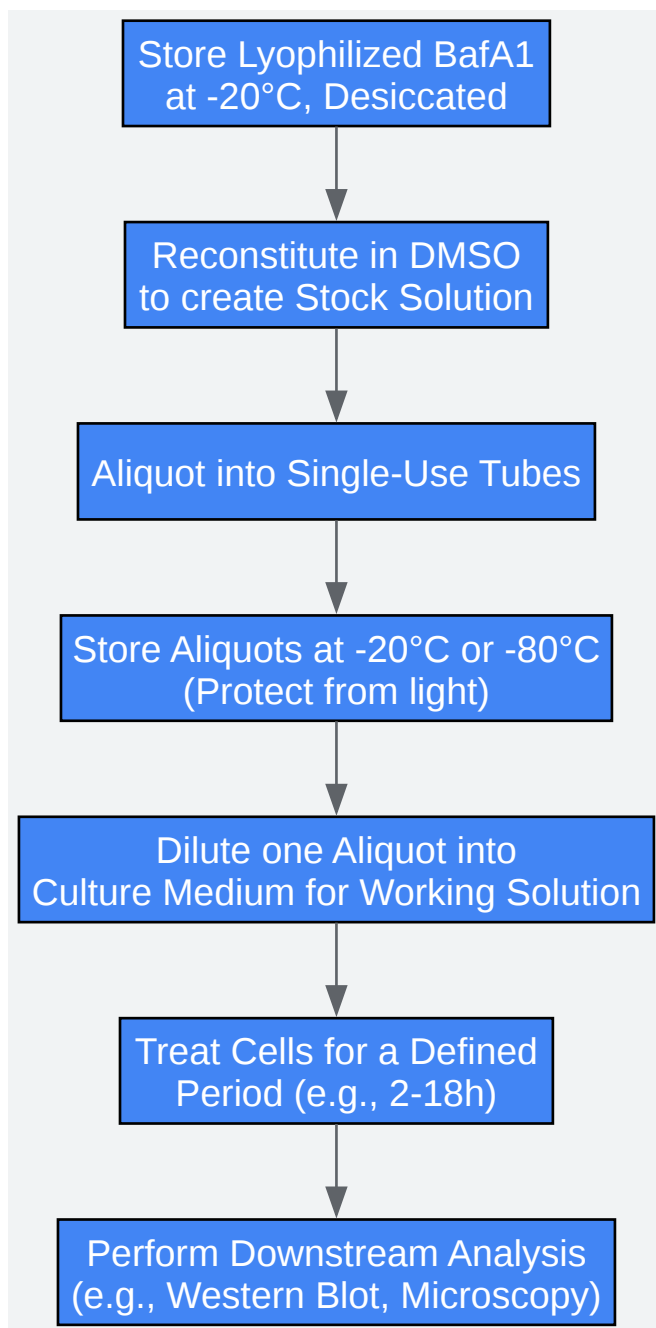 Store Lyophilized BafA1
at -20°C, Desiccated
Reconstitute in DMSO
to create Stock Solution
Aliquot into Single-Use Tubes
Store Aliquots at -20°C or -80°C
(Protect from light)
Dilute one Aliquot into
Culture Medium for Working Solution
Treat Cells for a Defined
Period (e.g., 2-18h)
Perform Downstream Analysis
(e.g., Western Blot, Microscopy)